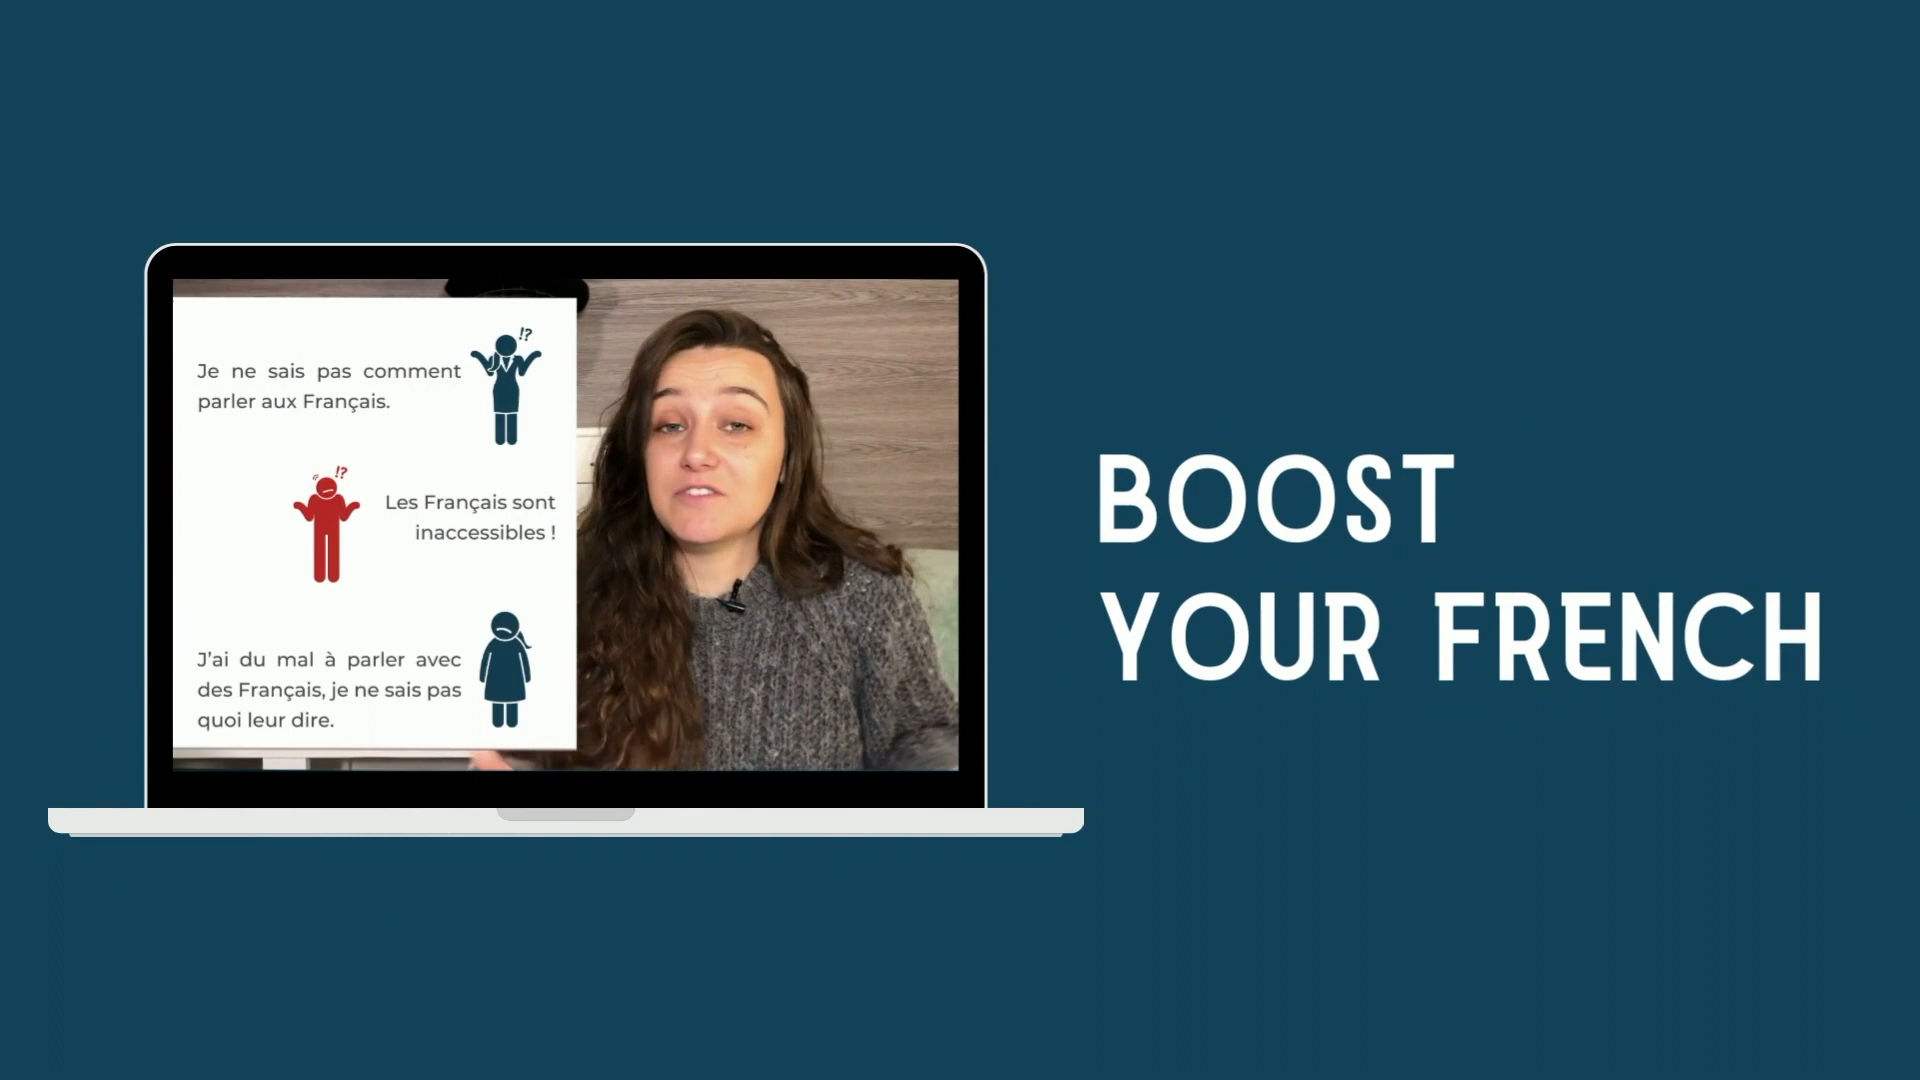 !?
Je ne sais pas comment
parler aux Français.
!?
Les Français sont
inaccessibles !
J'ai du mal à parler avec
des Français, je ne sais pas
quoi leur dire.
BOOST
YOUR FRENCH